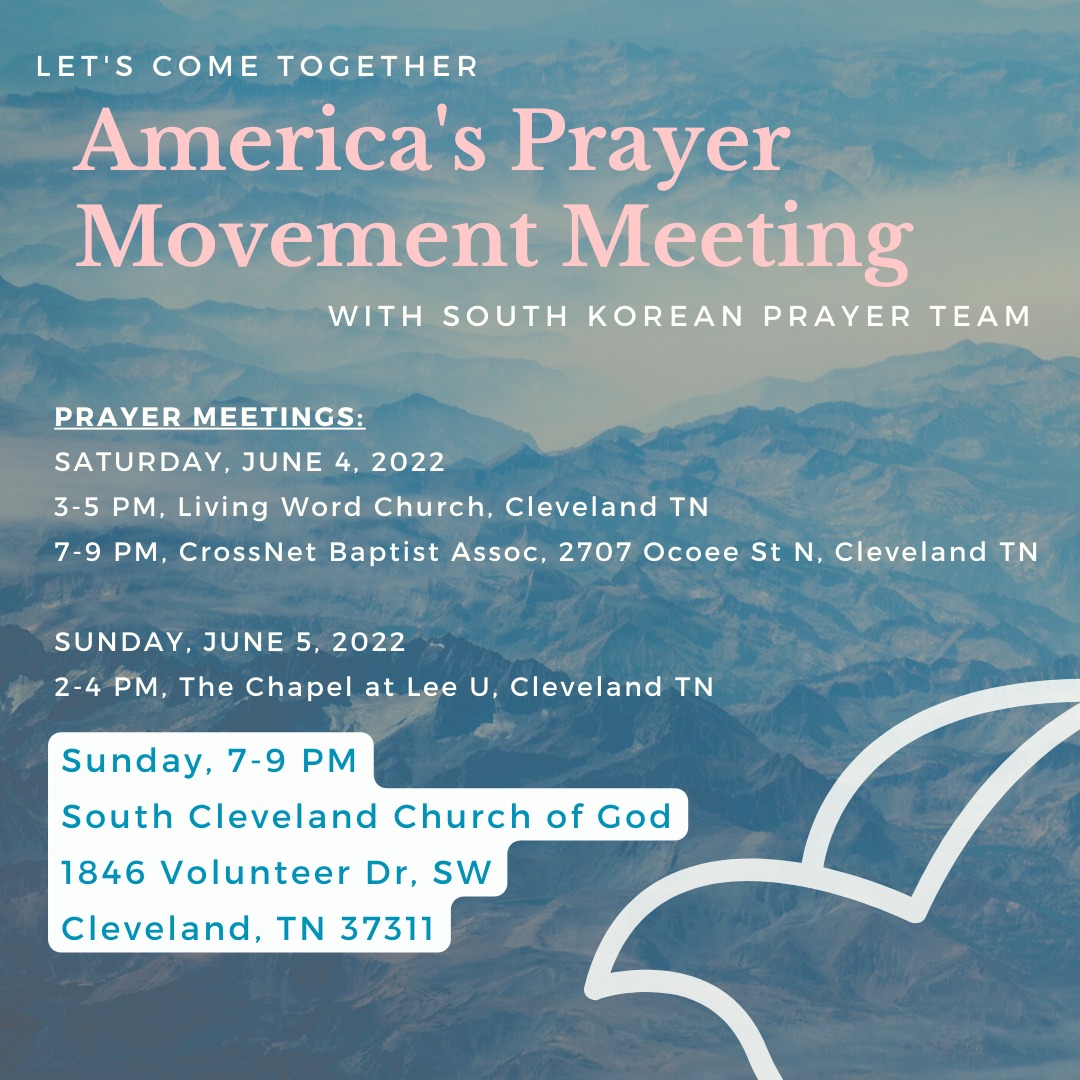 LET'S COME TOGETHER
America's Prayer
Movement Meeting
WITH SOUTH KOREAN PRAYER TEAM
PRAYER MEETINGS:
SATURDAY, JUNE 4, 2022
3-5 PM, Living Word Church, Cleveland TN
7-9 PM, CrossNet Baptist Assoc, 2707 Ocoee St N, Cleveland TN
SUNDAY, JUNE 5, 2022
2-4 PM, The Chapel at Lee U, Cleveland TN
Sunday, 7-9 PM
South Cleveland Church of God
1846 Volunteer Dr, SW
Cleveland, TN 37311